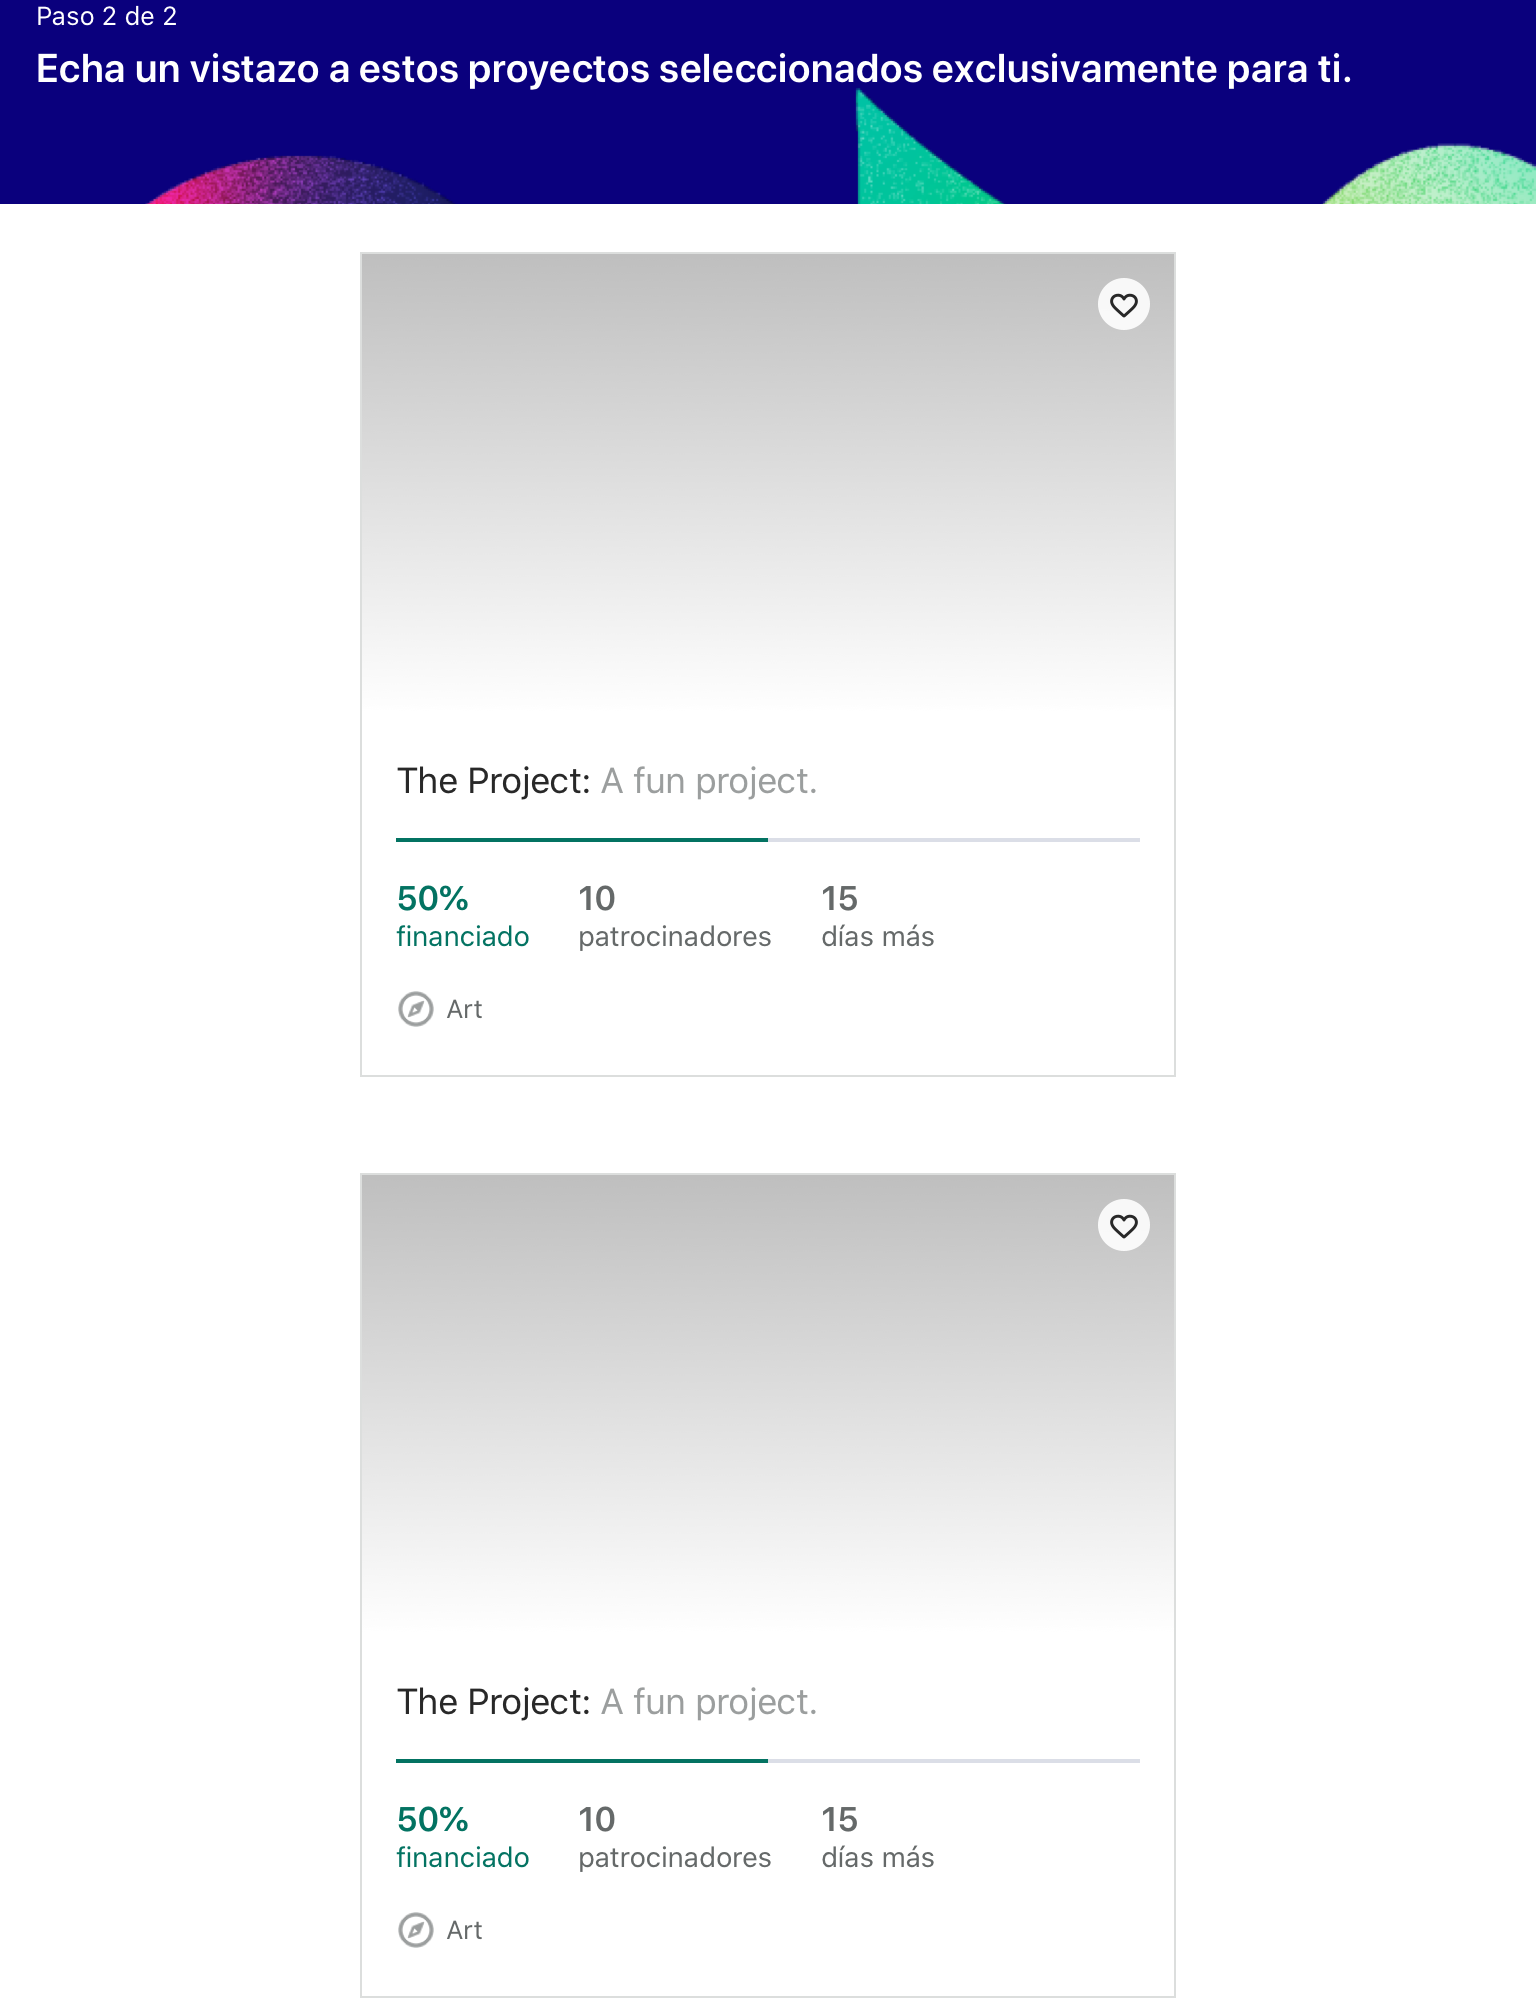 Paso 2 de 2
Echa un vistazo a estos proyectos seleccionados exclusivamente para ti.
The Project: A fun project.
50% 10 15
financiado patrocinadores días más
Art
The Project: A fun project.
50% 10 15
financiado patrocinadores días más
Art